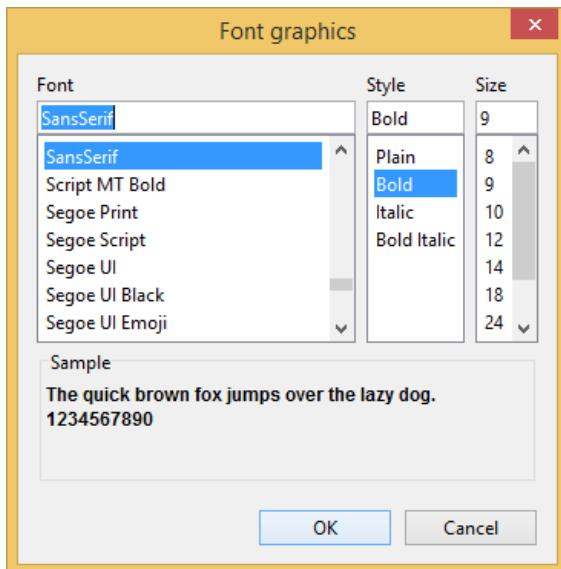 Font graphics
Font Style Size
SansSerif Bold 9
SansSerif Plain 8
Script MT Bold Bold 9
Segoe Print Italic 10
Segoe Script Bold Italic 12
Segoe UI 14
Segoe UI Black 18
Segoe UI Emoji 24
Sample
The quick brown fox jumps over the lazy dog.
1234567890
OK Cancel